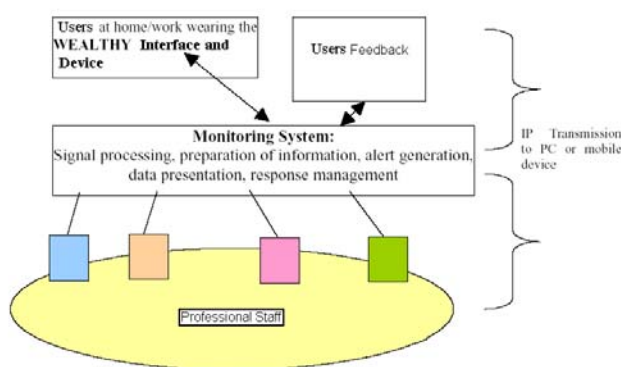 Users at home/work wearing the
WEALTHY Interface and
Device
Users Feedback
Monitoring System:
Signal processing, preparation of information, alert generation,
data presentation, response management
IP Transmission
to PC or mobile
device
Professional Staff